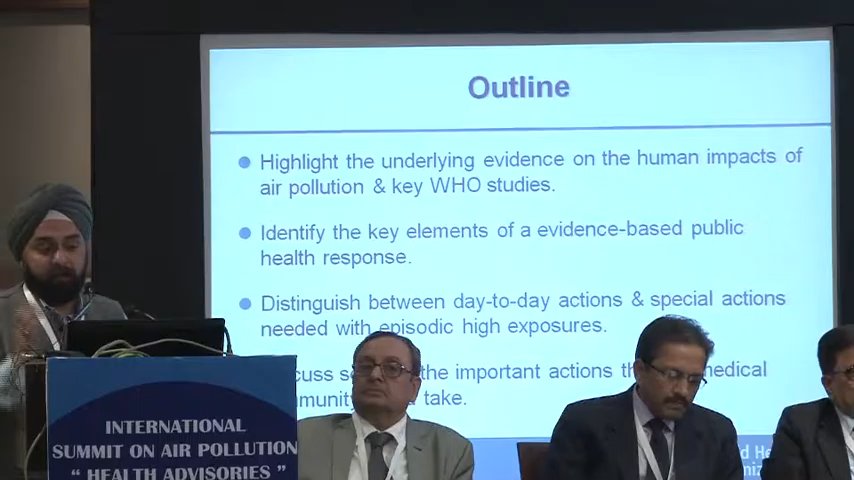 Outline
Highlight the underlying evidence on the human impacts of
air pollution & key WHO studies.
Identify the key elements of a evidence-based public
health response.
Distinguish between day-to-day actions & special actions
needed with episodic high exposures.
the important actions
medical
take.
INTERNATIONAL
SUMMIT ON AIR POLLUTION
“ HEALTH ADVISORIES ”